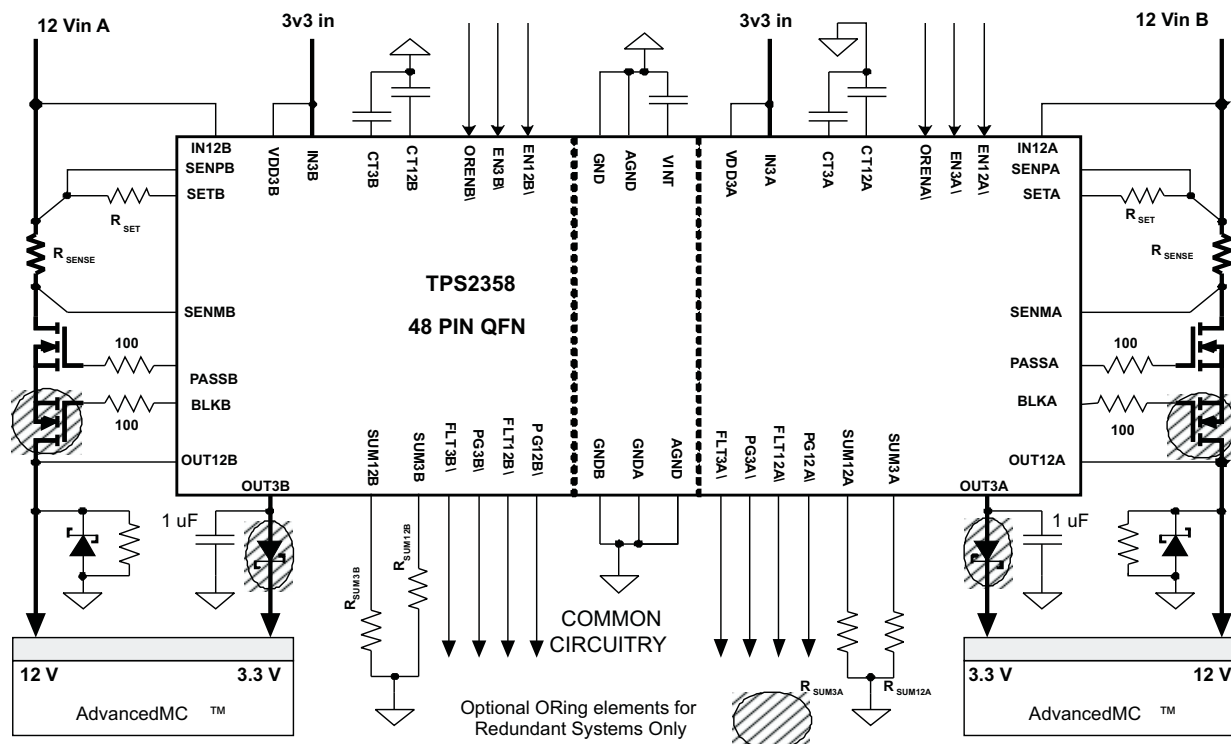 12 Vin A
3v3 in
3v3 in
12 Vin B
IN12B
SENPB
SETB
VDD3B
IN3B
CT3B
CT12B
ORENB\
EN3B\
EN12B\
GND
AGND
VINT
VDD3A
IN3A
CT3A
CT12A
ORENA\
EN3A\
EN12A\
IN12A
SENPA
SETA
R SET
R SET
R SENSE
R SENSE
TPS2358
48 PIN QFN
SENMB
SENMA
100
100
PASSB
PASSA
BLKB
BLKA
100
100
OUT12B
OUT12A
SUM12B
SUM3B
FLT3B\
PG3B\
FLT12B\
PG12B\
GNDB
GNDA
AGND
FLT3A\
PG3A\
FLT12A\
PG12A\
SUM12A
SUM3A
OUT3B
OUT3A
1 uF
1 uF
R SUM3B
R SUM12B
COMMON
CIRCUITRY
12 V
3.3 V
3.3 V
12 V
R SUM3A
R SUM12A
AdvancedMC ™
Optional ORing elements for
Redundant Systems Only
AdvancedMC ™